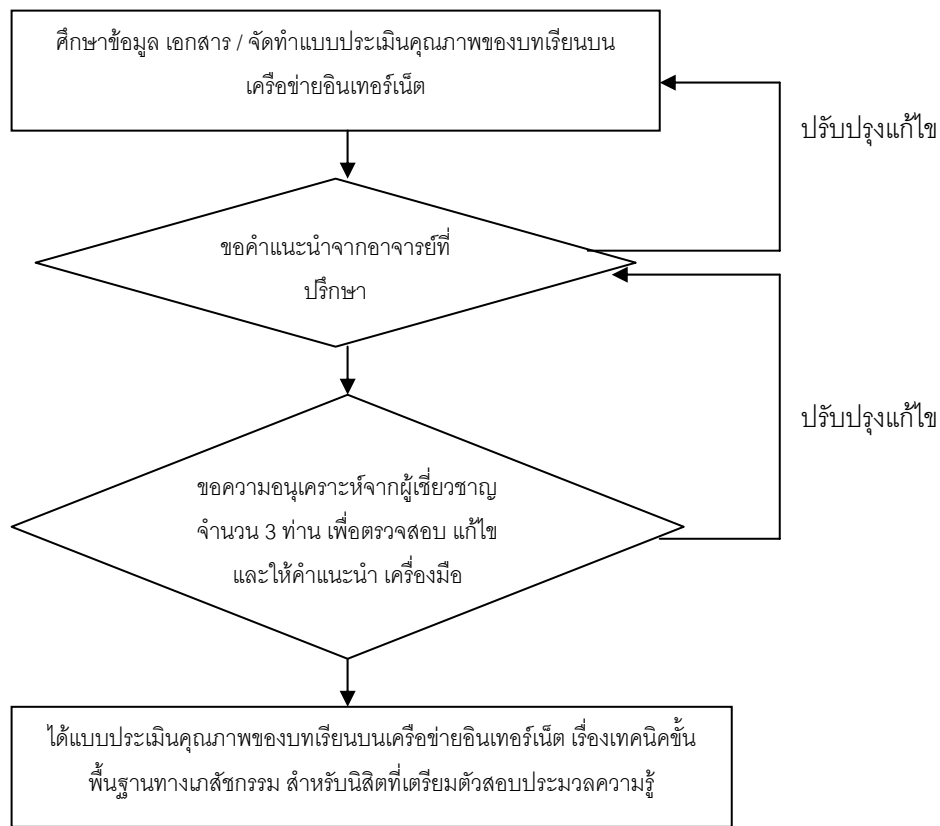 ศึกษาข้อมูล เอกสาร / จัดทำแบบประเมินคุณภาพของบทเรียนบน
เครือข่ายอินเทอร์เน็ต
ปรับปรุงแก้ไข
ขอคำแนะนำจากอาจารย์ที่
ปรึกษา
ปรับปรุงแก้ไข
ขอความอนุเคราะห์จากผู้เชี่ยวชาญ
จำนวน 3 ท่าน เพื่อตรวจสอบ แก้ไข
และให้คำแนะนำ เครื่องมือ
ได้แบบประเมินคุณภาพของบทเรียนบนเครือข่ายอินเทอร์เน็ต เรื่องเทคนิคขั้น
พื้นฐานทางเภสัชกรรม สำหรับนิสิตที่เตรียมตัวสอบประมวลความรู้